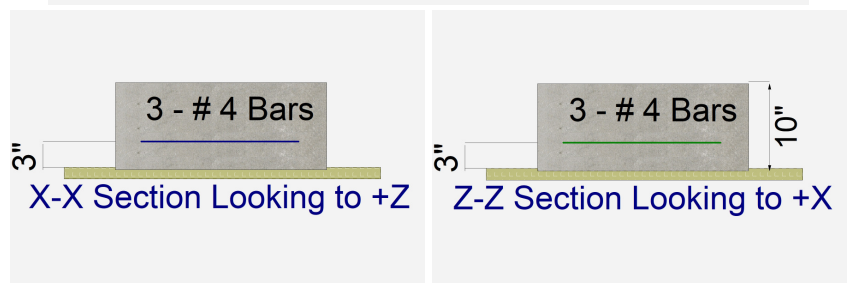 3 - # 4 Bars
3"
X-X Section Looking to +Z
3 - # 4 Bars
3"
10"
Z-Z Section Looking to +X